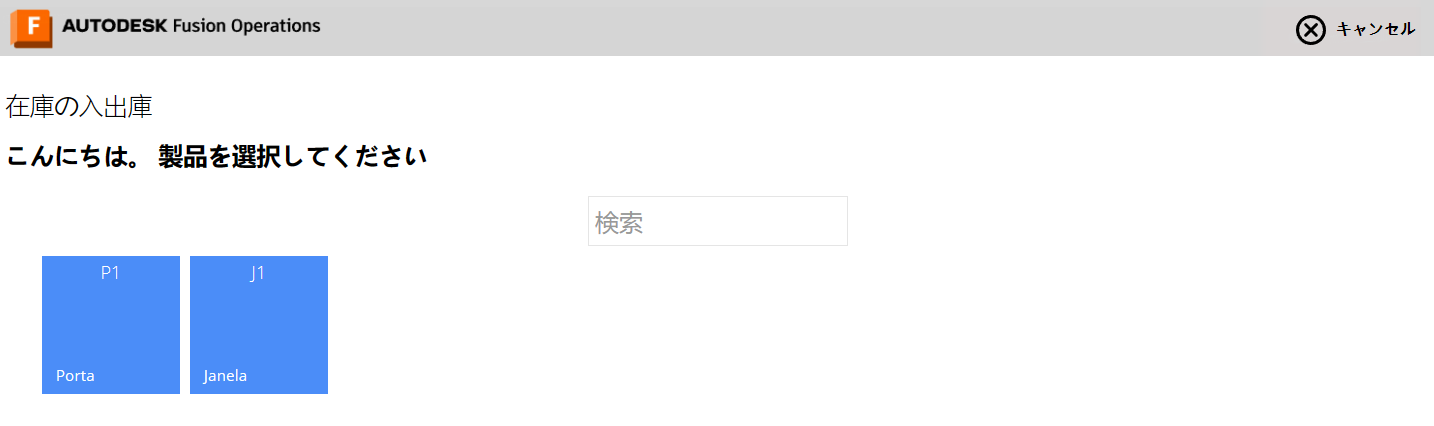 F AUTODESK Fusion Operations
キャンセル
在庫の入出庫
こんにちは。 製品を選択してください
検索
P1
J1
Porta
Janela